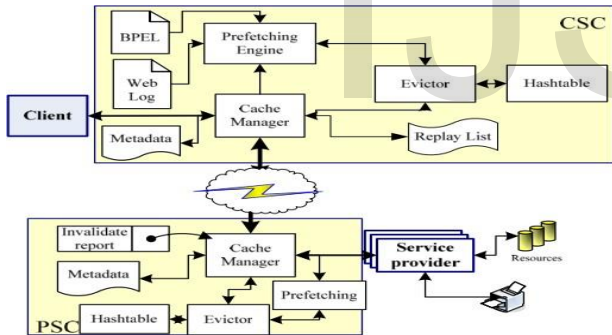 CSC
BPEL
Prefetching
Engine
Web
Log
Evictor
Hashtable
Client
Cache
Manager
Metadata
Replay List
Invalidate
report
Cache
Manager
Service
provider
Resources
Metadata
Prefetching
PSC
Hashtable
Evictor